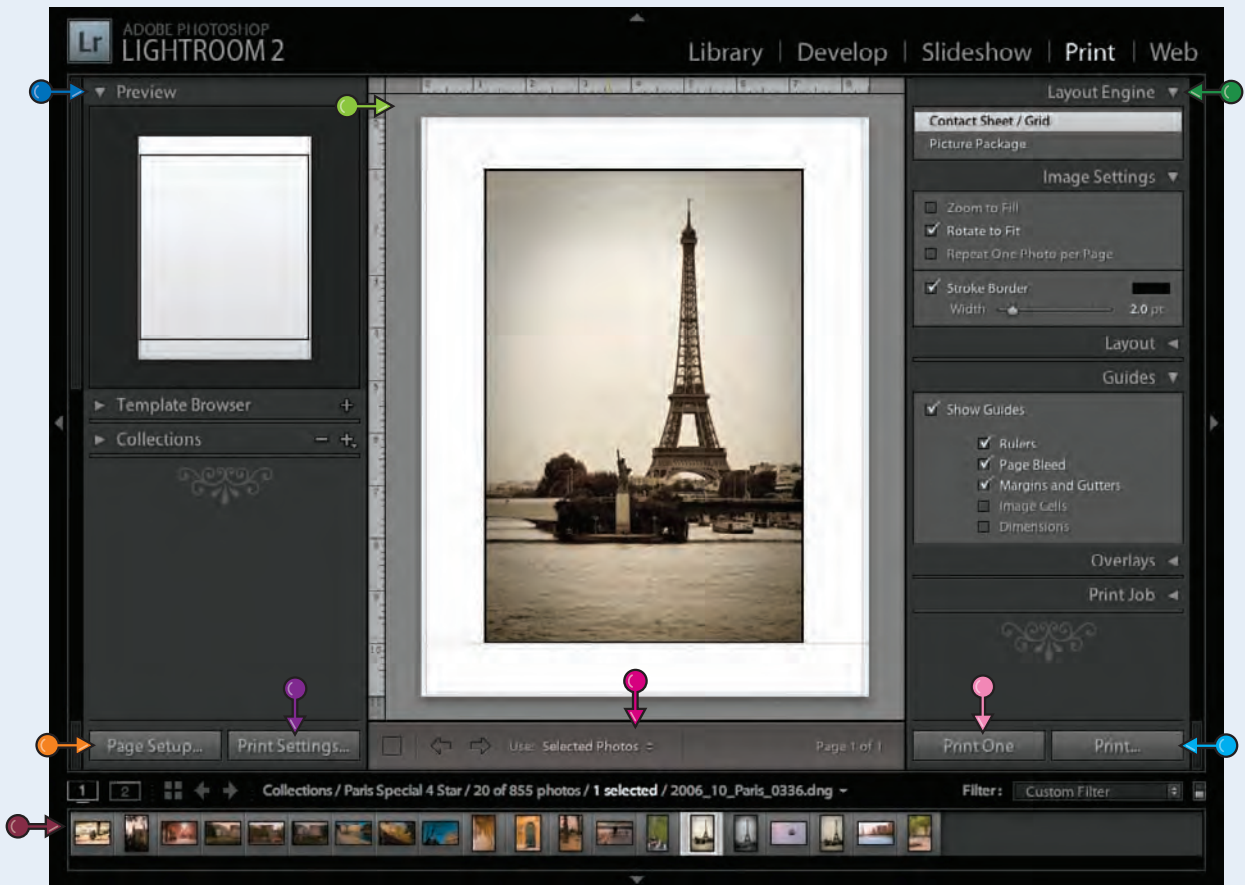 Lr
ADOBE PHOTOSHOP
LIGHTROOM 2
Library | Develop | Slideshow | Print | Web
Preview
Template Browser +
Collections − +
Page Setup...
Print Settings...
Use: Selected Photos
Page 1 of 1
Layout Engine
Contact Sheet / Grid
Picture Package
Image Settings
Zoom to Fill
Rotate to Fit
Repeat One Photo per Page
Stroke Border
Width 2.0 pt
Layout
Guides
Show Guides
Rulers
Page Bleed
Margins and Gutters
Image Cells
Dimensions
Overlays
Print Job
Print One
Print...
1 2 Collections / Paris Special 4 Star / 20 of 855 photos / 1 selected / 2006_10_Paris_0336.dng
Filter: Custom Filter